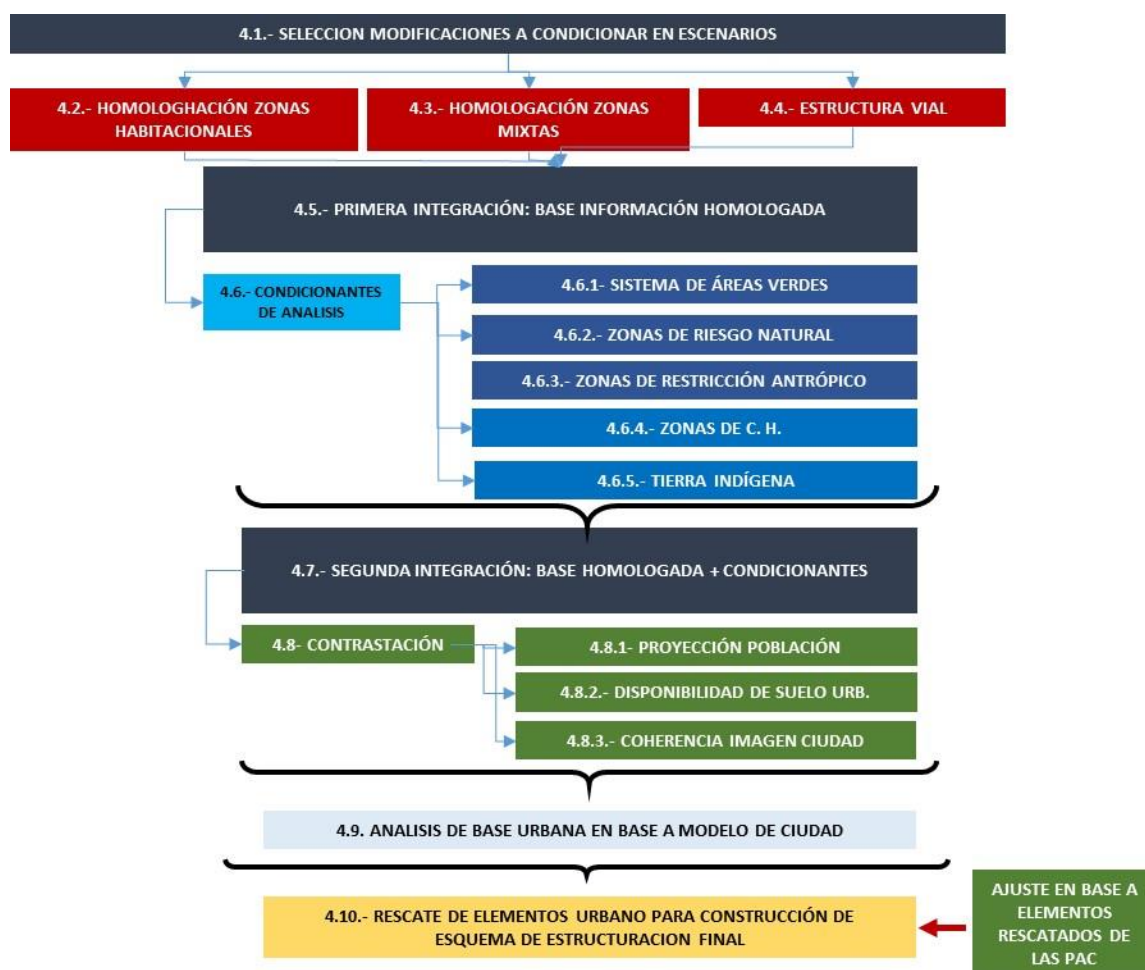 4.1.- SELECCION MODIFICACIONES A CONDICIONAR EN ESCENARIOS
4.2.- HOMOLOGHACIÓN ZONAS
HABITACIONALES
4.3.- HOMOLOGACIÓN ZONAS
MIXTAS
4.4.- ESTRUCTURA VIAL
4.5.- PRIMERA INTEGRACIÓN: BASE INFORMACIÓN HOMOLOGADA
4.6.- CONDICIONANTES
DE ANALISIS
4.6.1- SISTEMA DE ÁREAS VERDES
4.6.2.- ZONAS DE RIESGO NATURAL
4.6.3.- ZONAS DE RESTRICCIÓN ANTRÓPICO
4.6.4.- ZONAS DE C. H.
4.6.5.- TIERRA INDÍGENA
4.7.- SEGUNDA INTEGRACIÓN: BASE HOMOLOGADA + CONDICIONANTES
4.8- CONTRASTACIÓN
4.8.1- PROYECCIÓN POBLACIÓN
4.8.2.- DISPONIBILIDAD DE SUELO URB.
4.8.3.- COHERENCIA IMAGEN CIUDAD
4.9. ANALISIS DE BASE URBANA EN BASE A MODELO DE CIUDAD
4.10.- RESCATE DE ELEMENTOS URBANO PARA CONSTRUCCIÓN DE
ESQUEMA DE ESTRUCTURACION FINAL
AJUSTE EN BASE A
ELEMENTOS
RESCATADOS DE
LAS PAC